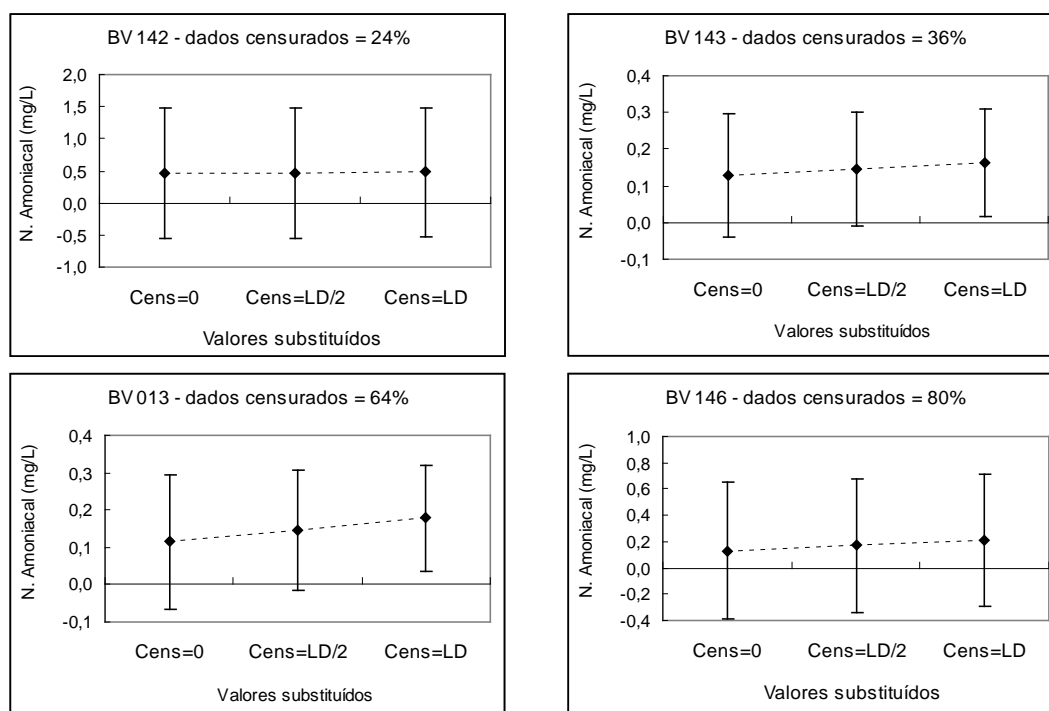 BV 142 - dados censurados = 24%
N. Amoniacal (mg/L)
2,0
1,5
1,0
0,5
0,0
-0,5
-1,0
Cens=0 Cens=LD/2 Cens=LD
Valores substituídos
BV 143 - dados censurados = 36%
N. Amoniacal (mg/L)
0,4
0,3
0,2
0,1
0,0
-0,1
Cens=0 Cens=LD/2 Cens=LD
Valores substituídos
BV 013 - dados censurados = 64%
N. Amoniacal (mg/L)
0,4
0,3
0,2
0,1
0,0
-0,1
Cens=0 Cens=LD/2 Cens=LD
Valores substituídos
BV 146 - dados censurados = 80%
N. Amoniacal (mg/L)
1,0
0,8
0,6
0,4
0,2
0,0
-0,2
-0,4
Cens=0 Cens=LD/2 Cens=LD
Valores substituídos